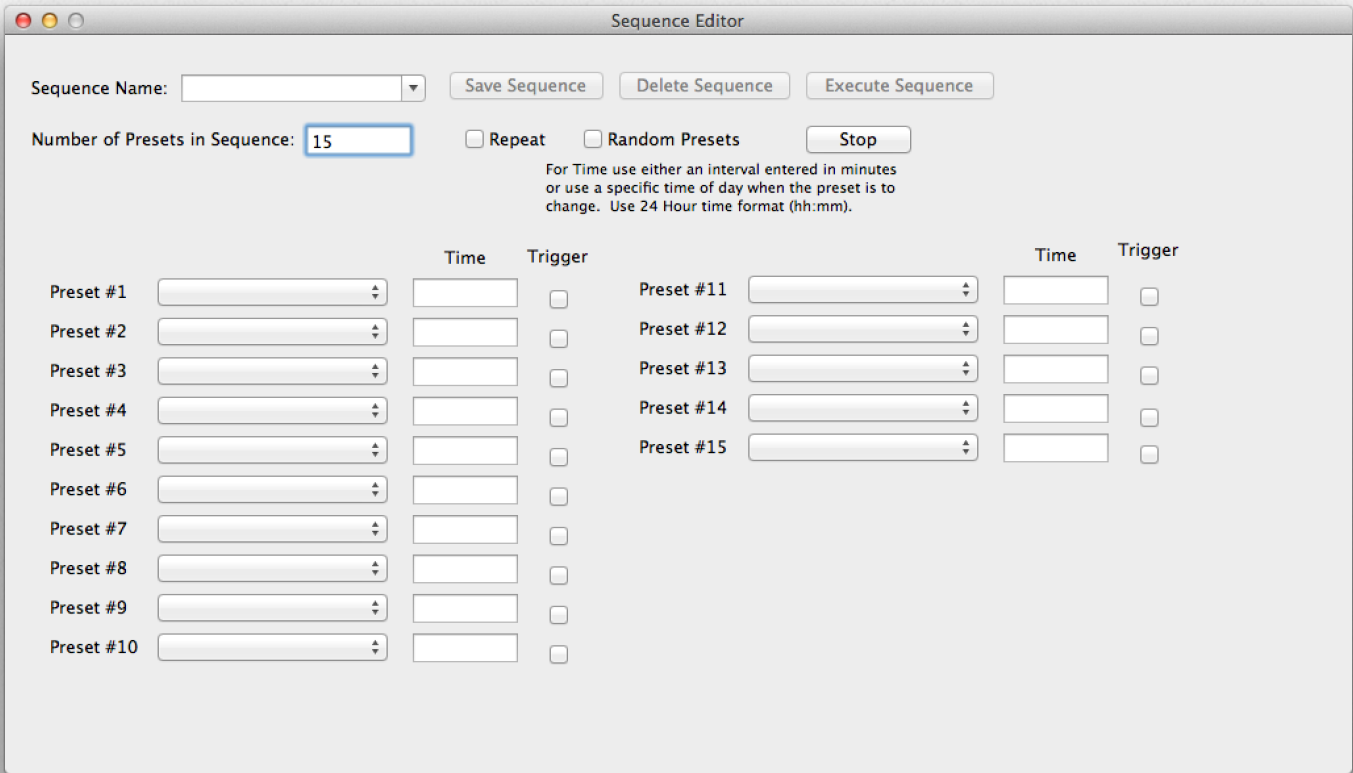 Sequence Editor
Sequence Name: Save Sequence Delete Sequence Execute Sequence
Number of Presets in Sequence: 15 Repeat Random Presets Stop
For Time use either an interval entered in minutes
or use a specific time of day when the preset is to
change. Use 24 Hour time format (hh:mm).
Time Trigger
Preset #1
Preset #2
Preset #3
Preset #4
Preset #5
Preset #6
Preset #7
Preset #8
Preset #9
Preset #10
Time Trigger
Preset #11
Preset #12
Preset #13
Preset #14
Preset #15